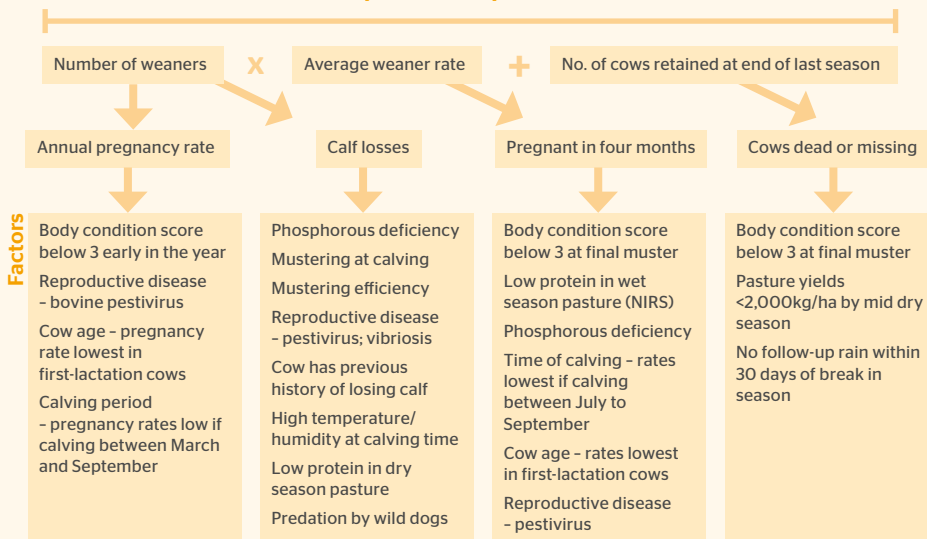 Number of weaners
x
Average weaner rate
+
No. of cows retained at end of last season
Annual pregnancy rate
Calf losses
Pregnant in four months
Cows dead or missing
Factors
Body condition score
below 3 early in the year
Reproductive disease
– bovine pestivirus
Cow age – pregnancy
rate lowest in
first-lactation cows
Calving period
– pregnancy rates low if
calving between March
and September
Phosphorous deficiency
Mustering at calving
Mustering efficiency
Reproductive disease
– pestivirus; vibriosis
Cow has previous
history of losing calf
High temperature/
humidity at calving time
Low protein in dry
season pasture
Predation by wild dogs
Body condition score
below 3 at final muster
Low protein in wet
season pasture (NIRS)
Phosphorous deficiency
Time of calving – rates
lowest if calving
between July to
September
Cow age – rates lowest
in first-lactation cows
Reproductive disease
– pestivirus
Body condition score
below 3 at final muster
Pasture yields
<2,000kg/ha by mid dry
season
No follow-up rain within
30 days of break in
season